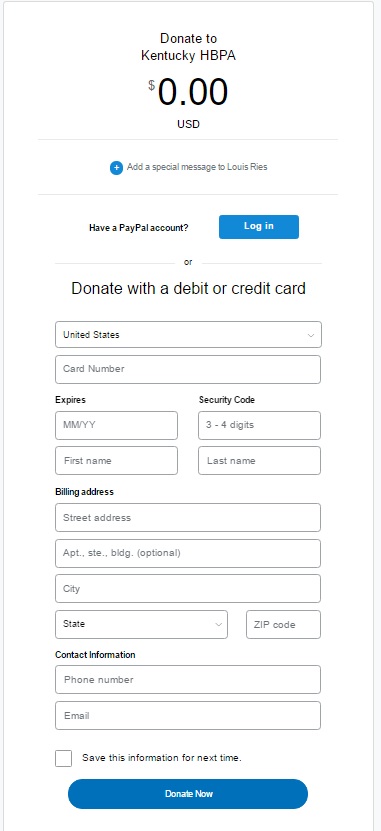 Donate to
Kentucky HBPA
$0.00
USD
+ Add a special message to Louis Ries
Have a PayPal account? Log in
or
Donate with a debit or credit card
United States
Card Number
Expires Security Code
MM/YY 3 - 4 digits
First name Last name
Billing address
Street address
Apt., ste., bldg. (optional)
City
State ZIP code
Contact Information
Phone number
Email
Save this information for next time.
Donate Now